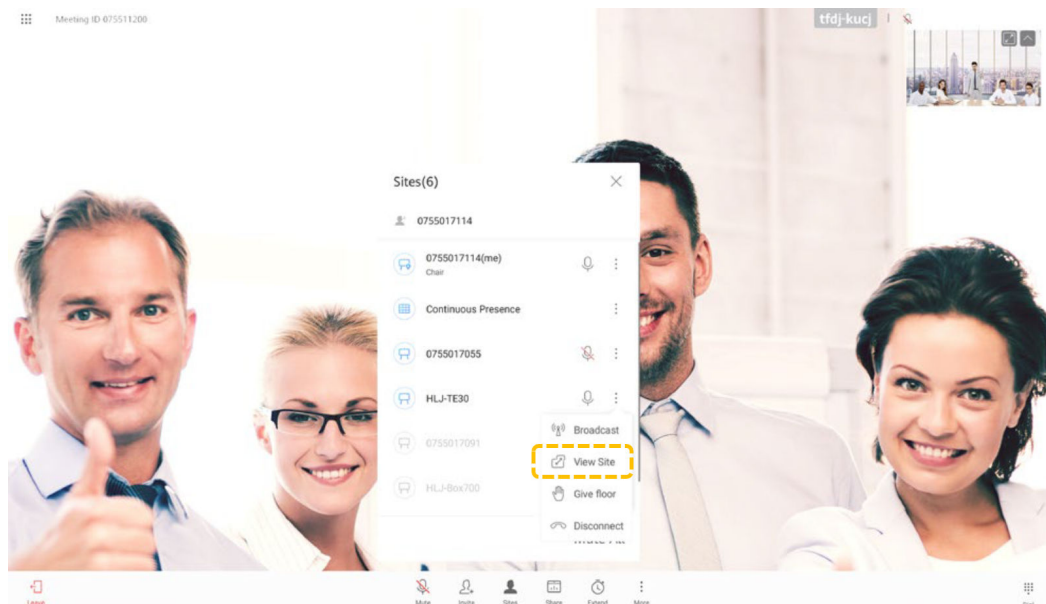 Meeting ID 075511200
tfdj-kucj
Sites(6)
0755017114
0755017114(me)
Chair
Continuous Presence
0755017055
HLJ-TE30
Broadcast
0755017091
View Site
HLJ-Box700
Give floor
Disconnect
Leave
Mute
Invite
Sites
Share
Extend
More